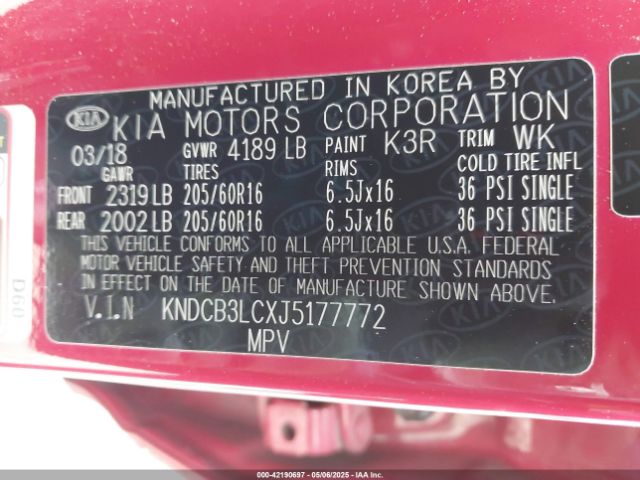 MANUFACTURED IN KOREA BY
KIA KIA MOTORS CORPORATION
03/18 GVWR 4189 LB PAINT K3R TRIM WK
GAWR TIRES RIMS COLD TIRE INFL
FRONT 2319 LB 205/60R16 6.5Jx16 36 PSI SINGLE
REAR 2002 LB 205/60R16 6.5Jx16 36 PSI SINGLE
THIS VEHICLE CONFORMS TO ALL APPLICABLE U.S.A. FEDERAL
MOTOR VEHICLE SAFETY AND THEFT PREVENTION STANDARDS
IN EFFECT ON THE DATE OF MANUFACTURE SHOWN ABOVE.
V.I.N KNDCB3LCXJ5177772
MPV
D60
000-42190697 - 05/06/2025 - IAAI.COM